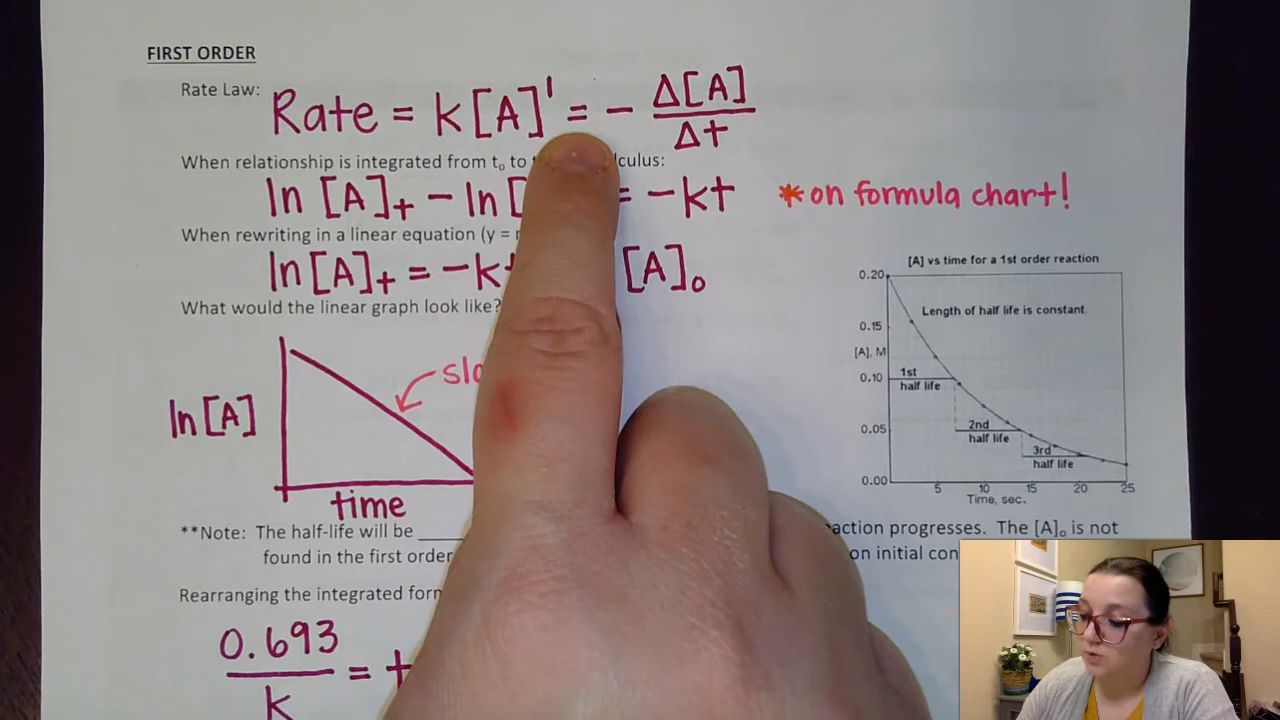 FIRST ORDER
Rate Law: Rate = k[A]¹ = - Δ[A]/Δt
When relationship is integrated from t₀ to
ln[A]t - ln[ = -kt *on formula chart!
When rewriting in a linear equation (y =
ln[A]t = -k [A]₀
What would the linear graph look like?
ln[A]
time
[A] vs time for a 1st order reaction
0.20
Length of half life is constant
0.15
[A], M
0.10
1st
half life
0.05
2nd
half life
3rd
half life
0.00
5 10 15 20 25
Time, sec.
**Note: The half-life will be ______ progresses. The [A]₀ is not
found in the first order on initial
Rearranging the integrated
0.693/k = t